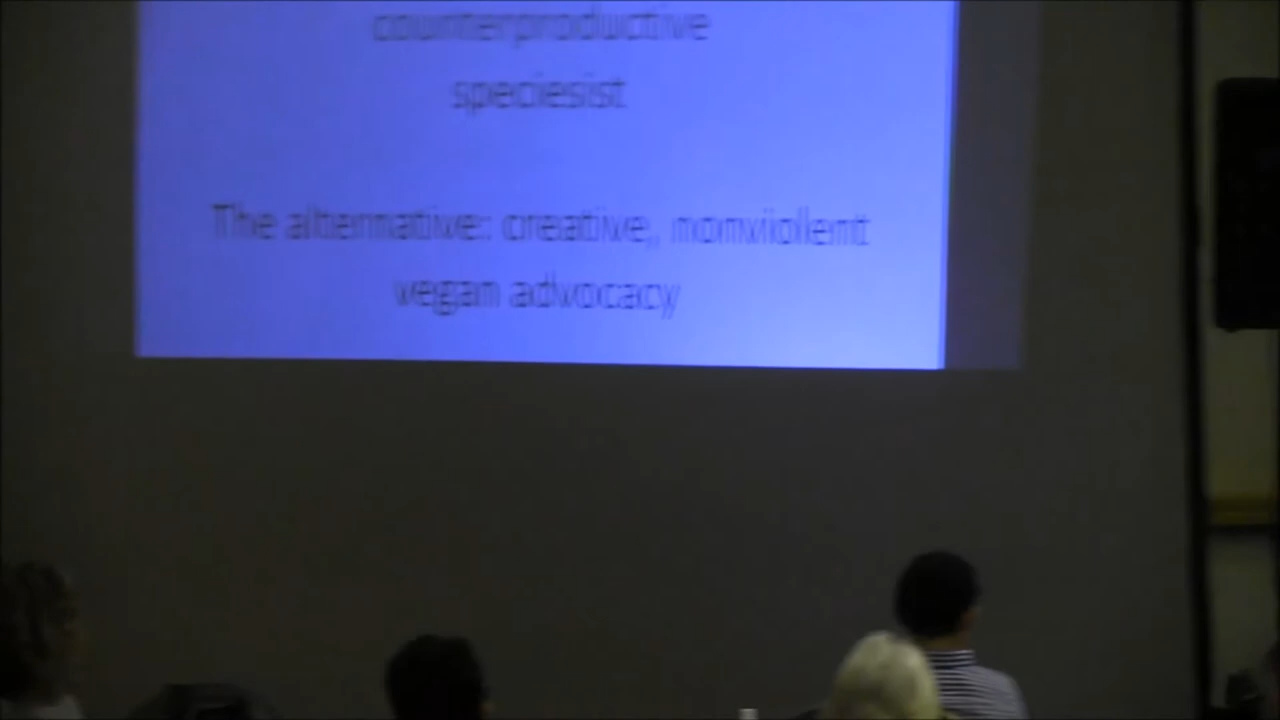 counterproductive
speciesist
The alternative: creative, nonviolent
vegan advocacy